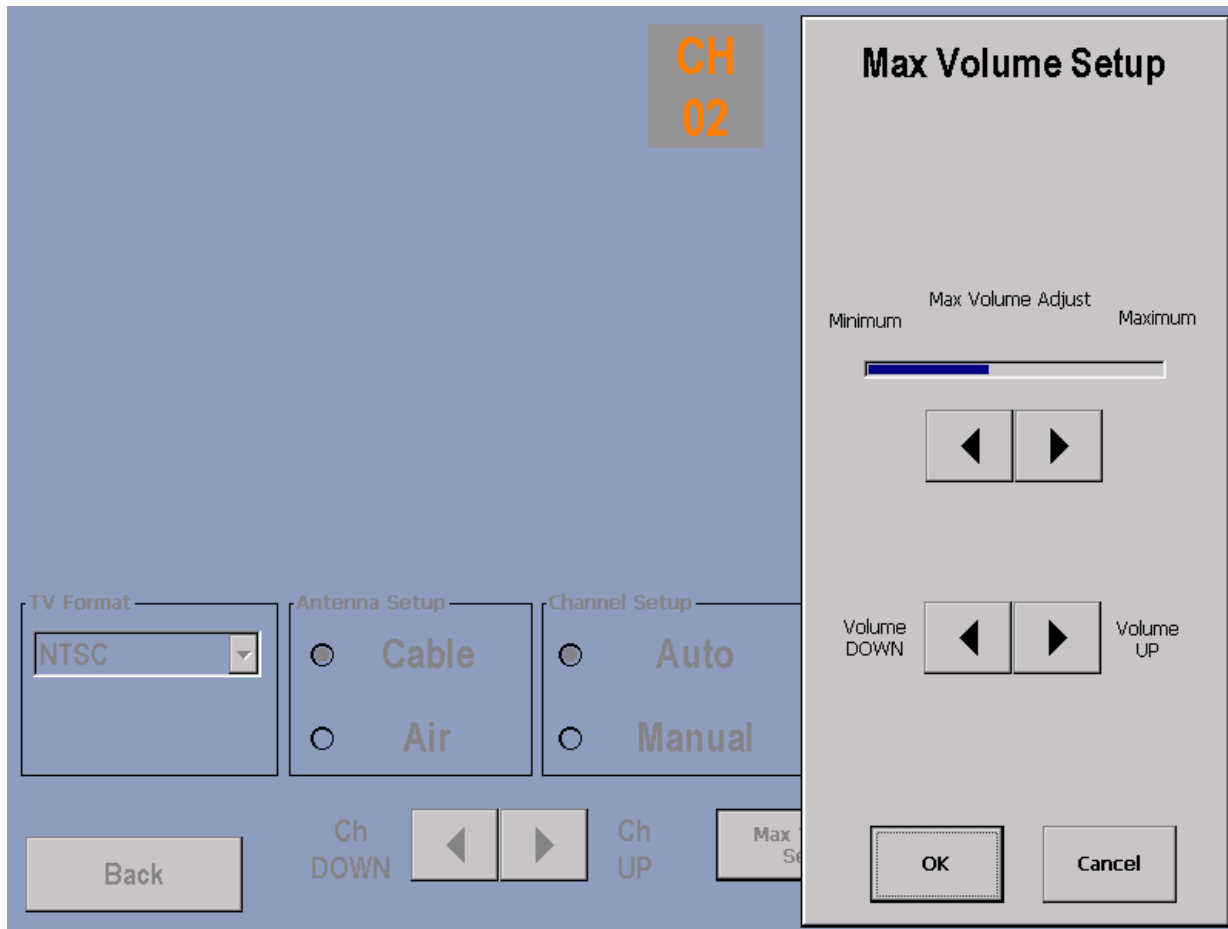 CH
02
TV Format
NTSC
Antenna Setup
Cable
Air
Channel Setup
Auto
Manual
Back
Ch
DOWN
Ch
UP
Max
Max Volume Setup
Max Volume Adjust
Minimum
Maximum
Volume
DOWN
Volume
UP
OK
Cancel